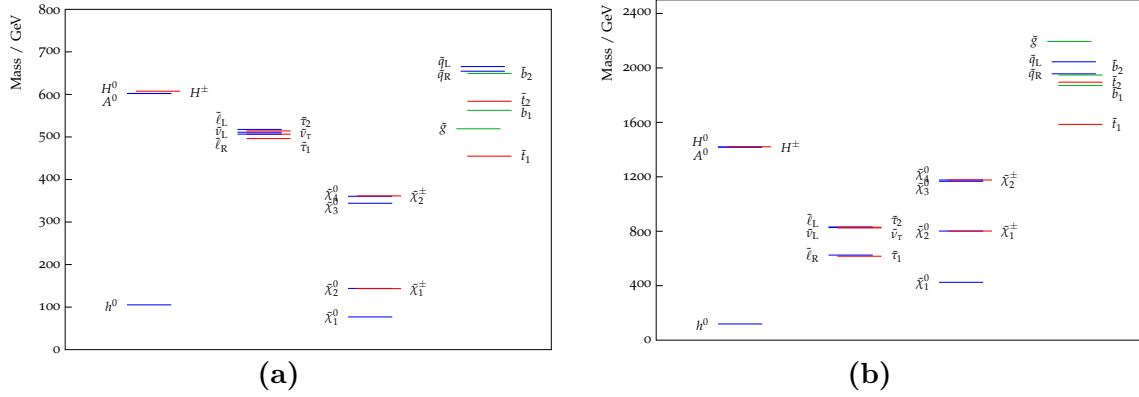 Mass / GeV
800
700
600
500
400
300
200
100
0
H⁰
A⁰
H±
h⁰
ℓ̃L
ν̃L
ℓ̃R
τ̃2
ν̃τ
τ̃1
χ̃⁰4
χ̃⁰3
χ̃±2
χ̃⁰2
χ̃±1
χ̃⁰1
q̃L
q̃R
b̃2
t̃2
b̃1
g̃
t̃1
(a)
Mass / GeV
2400
2000
1600
1200
800
400
0
H⁰
A⁰
H±
h⁰
ℓ̃L
ν̃L
τ̃2
ν̃τ
ℓ̃R
τ̃1
χ̃⁰4
χ̃⁰3
χ̃±2
χ̃⁰2
χ̃±1
χ̃⁰1
g̃
q̃L
q̃R
b̃2
t̃2
b̃1
t̃1
(b)